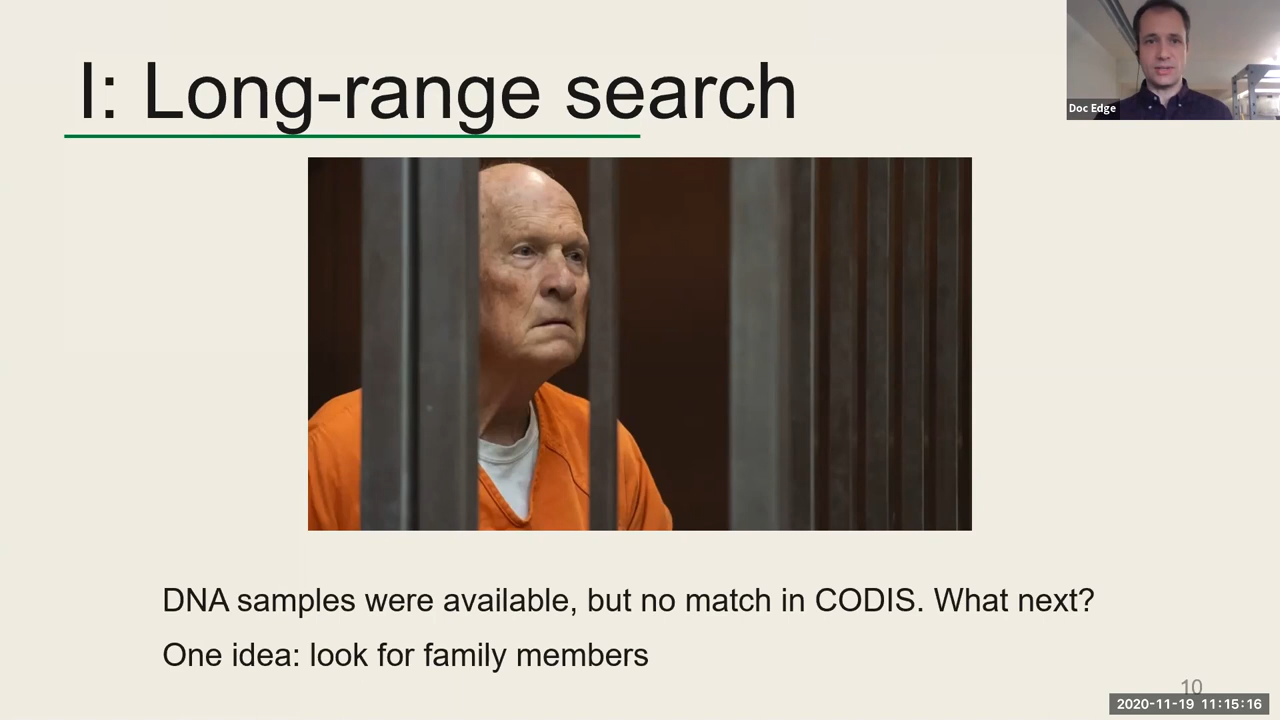 I: Long-range search
Doc Edge
DNA samples were available, but no match in CODIS. What next?
One idea: look for family members
10
2020-11-19 11:15:16